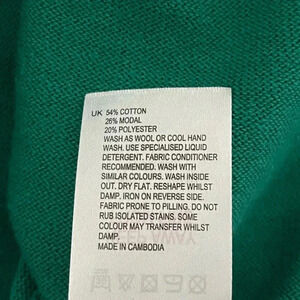 UK 54% COTTON
26% MODAL
20% POLYESTER
WASH AS WOOL OR COOL HAND
WASH. USE SPECIALISED LIQUID
DETERGENT. FABRIC CONDITIONER
RECOMMENDED. WASH WITH
SIMILAR COLOURS. WASH INSIDE
OUT. DRY FLAT. RESHAPE WHILST
DAMP. IRON ON REVERSE SIDE.
FABRIC PRONE TO PILLING. DO NOT
RUB ISOLATED STAINS. SOME
COLOUR MAY TRANSFER WHILST
DAMP.
MADE IN CAMBODIA